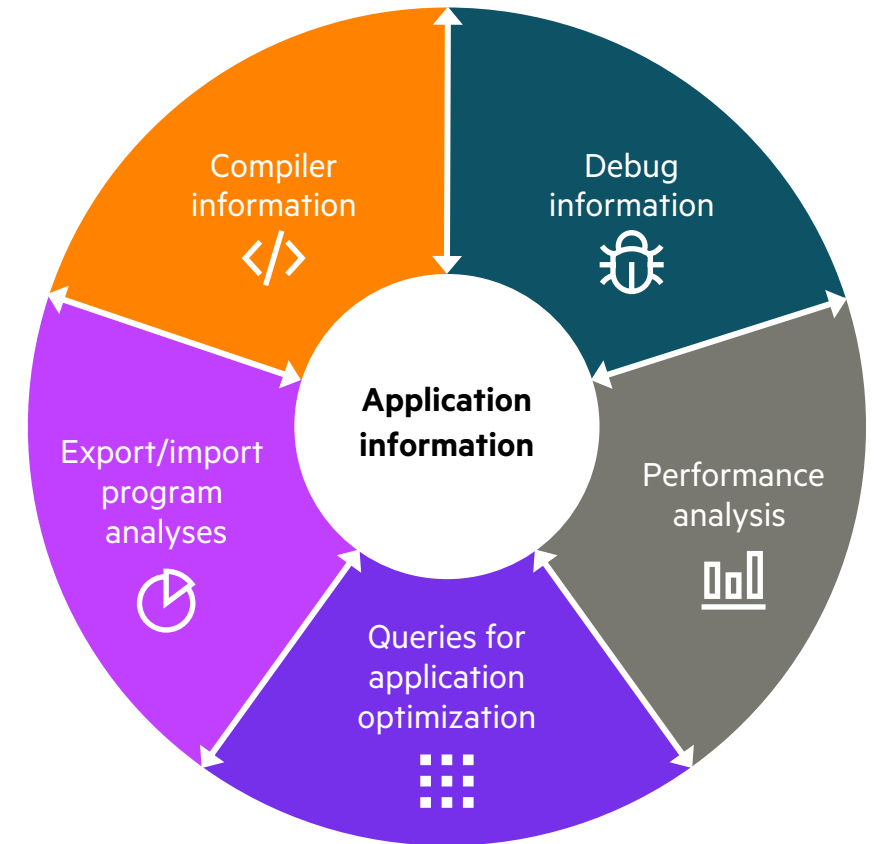 Compiler
information
Debug
information
Application
information
Export/import
program
analyses
Performance
analysis
Queries for
application
optimization